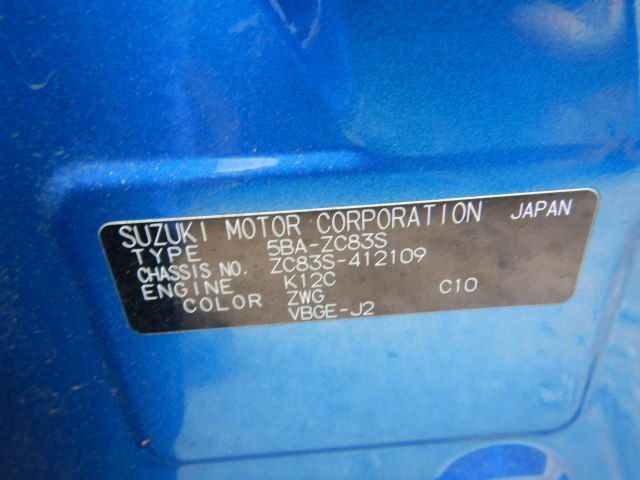 SUZUKI MOTOR CORPORATION JAPAN
TYPE 5BA-ZC83S
CHASSIS NO. ZC83S-412109
ENGINE K12C C10
COLOR ZWG
VBGE-J2